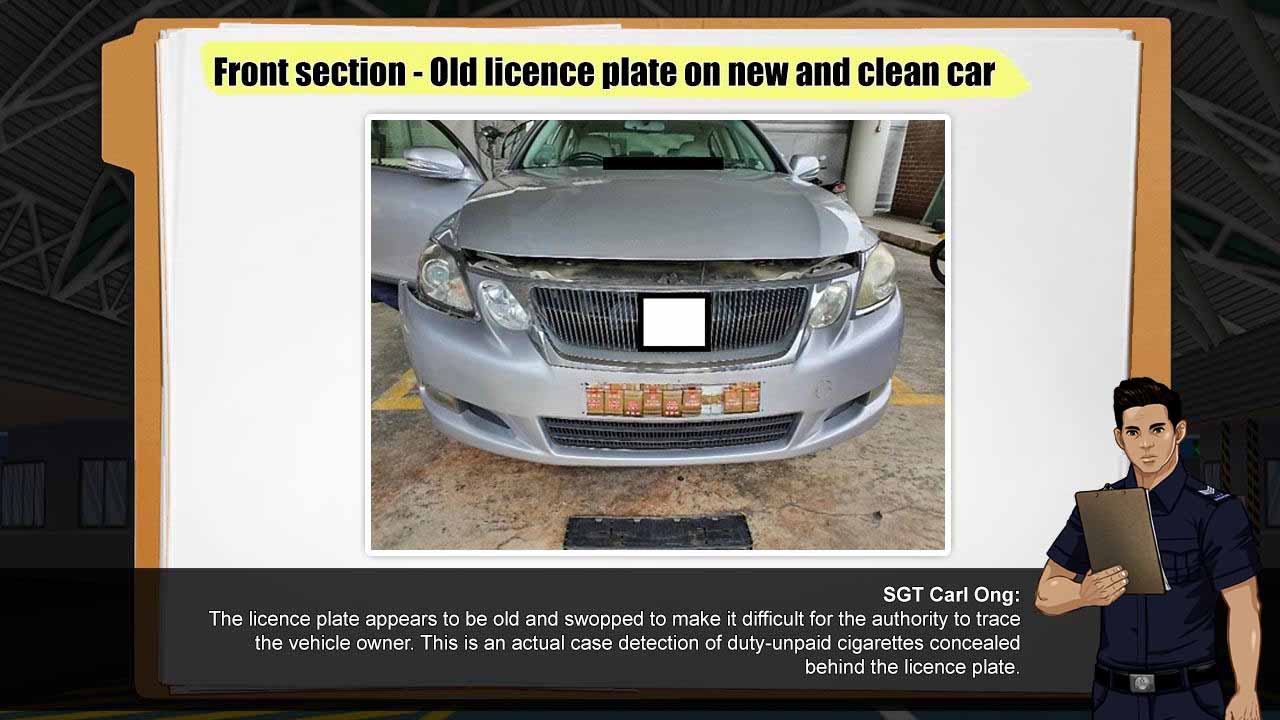 Front section - Old licence plate on new and clean car
SGT Carl Ong:
The licence plate appears to be old and swopped to make it difficult for the authority to trace
the vehicle owner. This is an actual case detection of duty-unpaid cigarettes concealed
behind the licence plate.